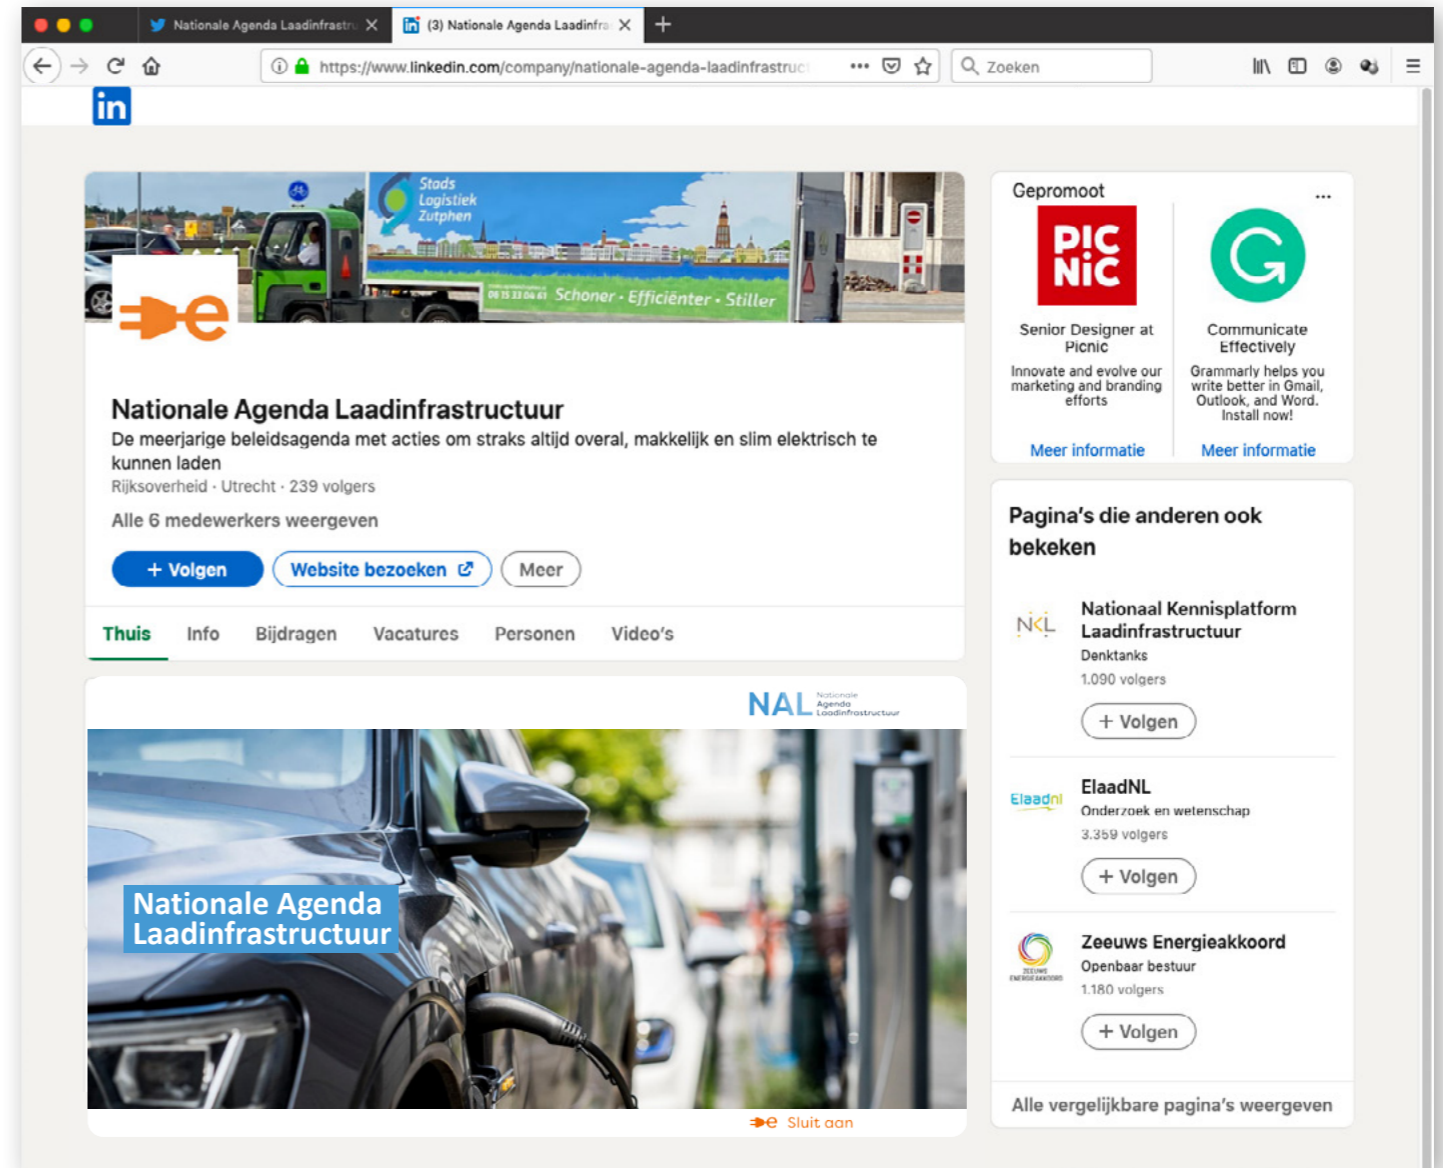 Nationale Agenda Laadinfrastru
(3) Nationale Agenda Laadinfra
https://www.linkedin.com/company/nationale-agenda-laadinfrastruct
Zoeken
in
Stads
Logistiek
Zutphen
Schoner · Efficiënter · Stiller
e
Nationale Agenda Laadinfrastructuur
De meerjarige beleidsagenda met acties om straks altijd overal, makkelijk en slim elektrisch te
kunnen laden
Rijksoverheid · Utrecht · 239 volgers
Alle 6 medewerkers weergeven
+ Volgen
Website bezoeken
Meer
Thuis
Info
Bijdragen
Vacatures
Personen
Video's
NAL
Nationale
Agenda
Laadinfrastructuur
Nationale Agenda
Laadinfrastructuur
e Sluit aan
Gepromoot
...
PIC
NiC
Senior Designer at
Picnic
Innovate and evolve our
marketing and branding
efforts
Meer informatie
G
Communicate
Effectively
Grammarly helps you
write better in Gmail,
Outlook, and Word.
Install now!
Meer informatie
Pagina's die anderen ook
bekeken
NKL
Nationaal Kennisplatform
Laadinfrastructuur
Denktanks
1.090 volgers
+ Volgen
Elaadnl
ElaadNL
Onderzoek en wetenschap
3.359 volgers
+ Volgen
ZEEUWS
ENERGIEAKKOORD
Zeeuws Energieakkoord
Openbaar bestuur
1.180 volgers
+ Volgen
Alle vergelijkbare pagina's weergeven